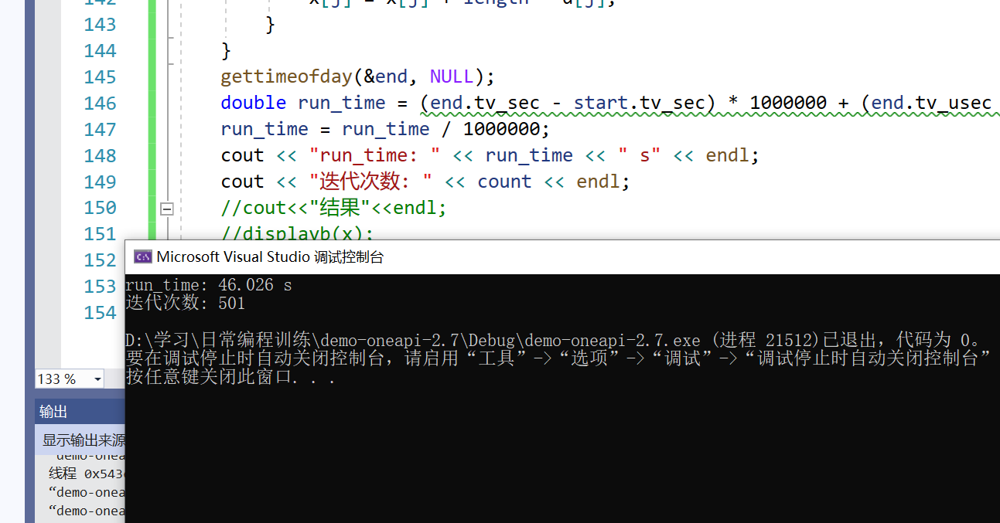 142 x[j] = x[j] + length * d[j];
143 }
144 }
145 gettimeofday(&end, NULL);
146 double run_time = (end.tv_sec - start.tv_sec) * 1000000 + (end.tv_usec
147 run_time = run_time / 1000000;
148 cout << "run_time: " << run_time << " s" << endl;
149 cout << "迭代次数: " << count << endl;
150 //cout<<"结果"<<endl;
151 //displayb(x);
152
153
154
Microsoft Visual Studio 调试控制台
run_time: 46.026 s
迭代次数: 501
D:\学习\日常编程训练\demo-oneapi-2.7\Debug\demo-oneapi-2.7.exe (进程 21512)已退出，代码为 0。
要在调试停止时自动关闭控制台，请启用“工具”->“选项”->“调试”->“调试停止时自动关闭控制台”
按任意键关闭此窗口. . .
133 %
输出
显示输出来源
“demo-onea
线程 0x543
“demo-onea
“demo-onea